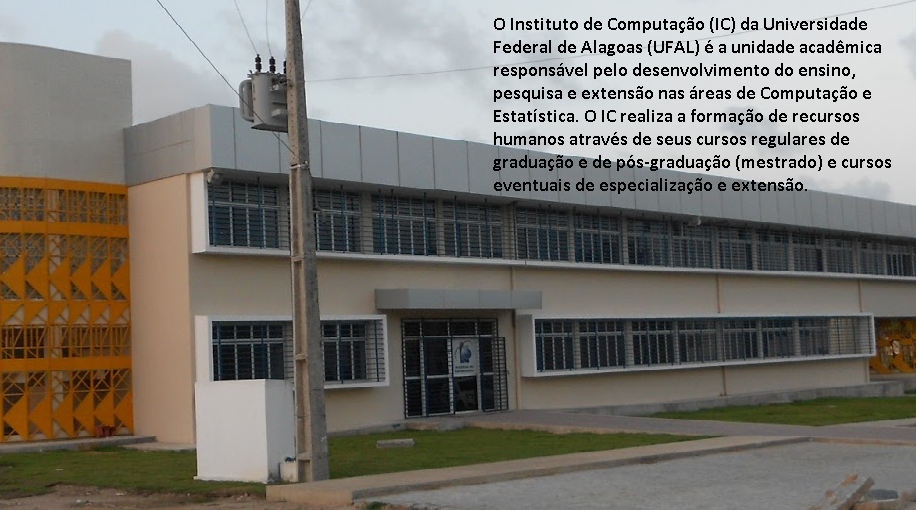 O Instituto de Computação (IC) da Universidade
Federal de Alagoas (UFAL) é a unidade acadêmica
responsável pelo desenvolvimento do ensino,
pesquisa e extensão nas áreas de Computação e
Estatística. O IC realiza a formação de recursos
humanos através de seus cursos regulares de
graduação e de pós-graduação (mestrado) e cursos
eventuais de especialização e extensão.